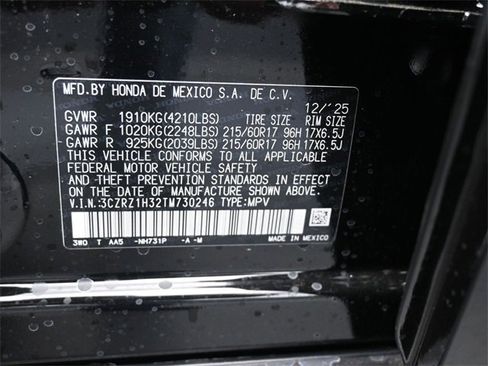 MFD.BY HONDA DE MEXICO S.A. DE C.V.
12/'25
GVWR 1910KG(4210LBS) TIRE SIZE RIM SIZE
GAWR F 1020KG(2248LBS) 215/60R17 96H 17X6.5J
GAWR R 925KG(2039LBS) 215/60R17 96H 17X6.5J
THIS VEHICLE CONFORMS TO ALL APPLICABLE
FEDERAL MOTOR VEHICLE SAFETY
AND THEFT PREVENTION STANDARDS IN EFFECT
ON THE DATE OF MANUFACTURE SHOWN ABOVE.
V.I.N.:3CZRZ1H32TM730246 TYPE:MPV
3W0 T AA5 -NH731P -A -M MADE IN MEXICO